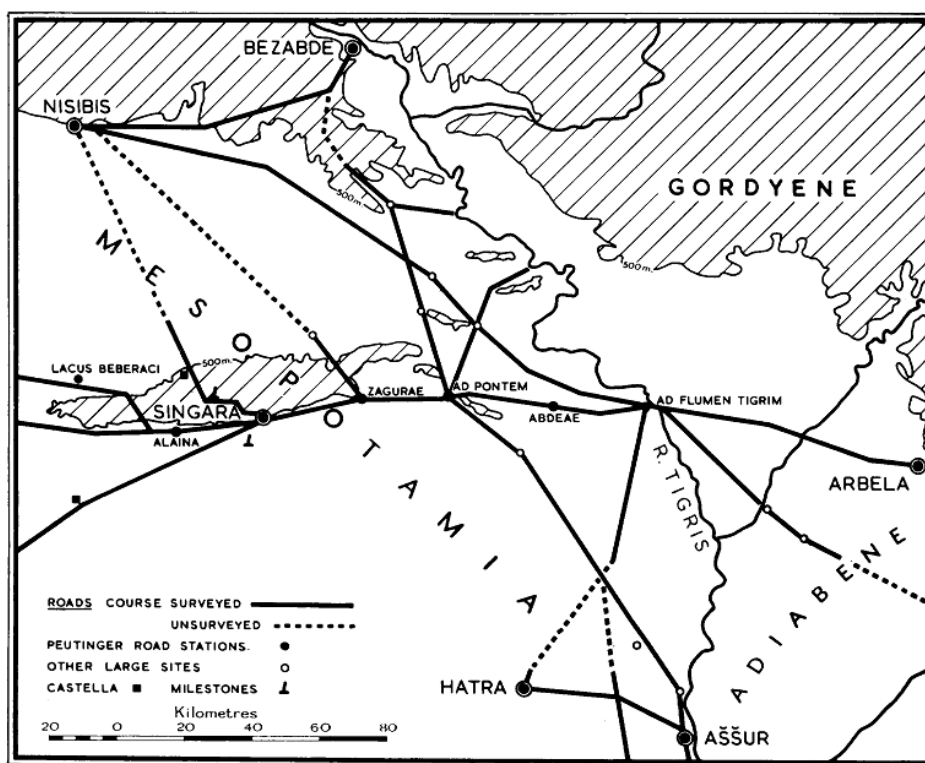 BEZABDE
NISIBIS
GORDYENE
500m.
500m.
MESOPOTAMIA
500m.
LACUS BEBERACI
SINGARA
ALAINA
ZAGURAE
AD PONTEM
ABDEAE
AD FLUMEN TIGRIM
ARBELA
R. TIGRIS
ADIABENE
HATRA
AŠŠUR
ROADS COURSE SURVEYED
UNSURVEYED
PEUTINGER ROAD STATIONS.
OTHER LARGE SITES
CASTELLA MILESTONES
Kilometres
20 0 20 40 60 80